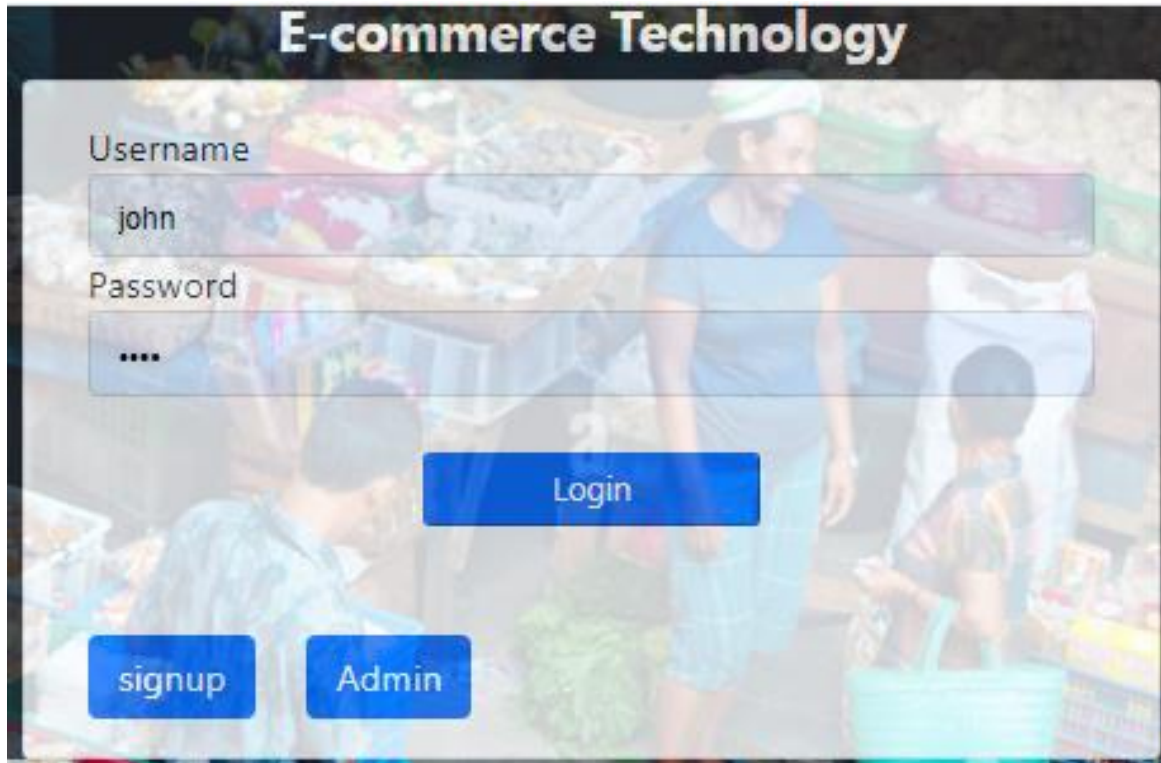 E-commerce Technology
Username
john
Password
••••
Login
signup
Admin